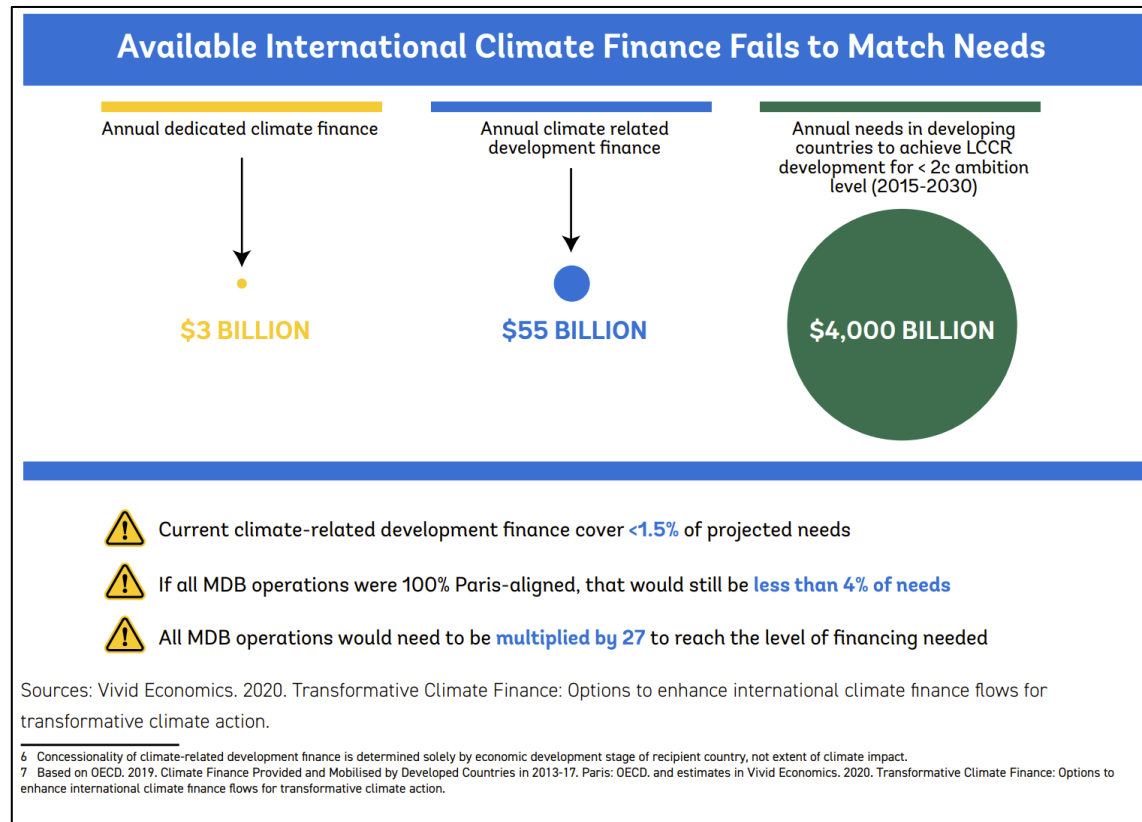 Available International Climate Finance Fails to Match Needs
Annual dedicated climate finance
Annual climate related
development finance
Annual needs in developing
countries to achieve LCCR
development for < 2c ambition
level (2015-2030)
$3 BILLION
$55 BILLION
$4,000 BILLION
Current climate-related development finance cover <1.5% of projected needs
If all MDB operations were 100% Paris-aligned, that would still be less than 4% of needs
All MDB operations would need to be multiplied by 27 to reach the level of financing needed
Sources: Vivid Economics. 2020. Transformative Climate Finance: Options to enhance international climate finance flows for
transformative climate action.
6 Concessionality of climate-related development finance is determined solely by economic development stage of recipient country, not extent of climate impact.
7 Based on OECD. 2019. Climate Finance Provided and Mobilised by Developed Countries in 2013-17. Paris: OECD. and estimates in Vivid Economics. 2020. Transformative Climate Finance: Options to
enhance international climate finance flows for transformative climate action.